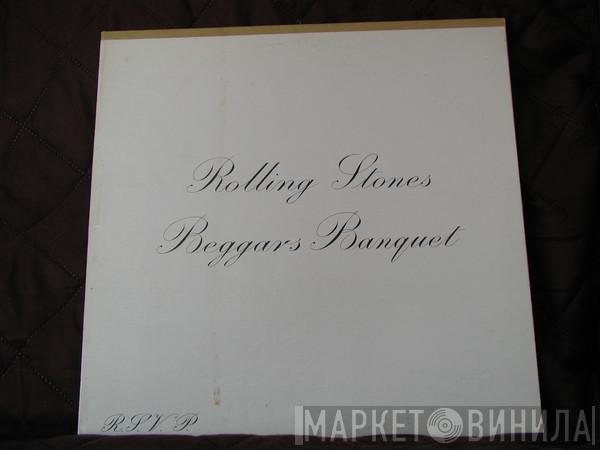 Rolling Stones
Beggars Banquet
R.S.V.P.
МАРКЕТ ВИНИЛА